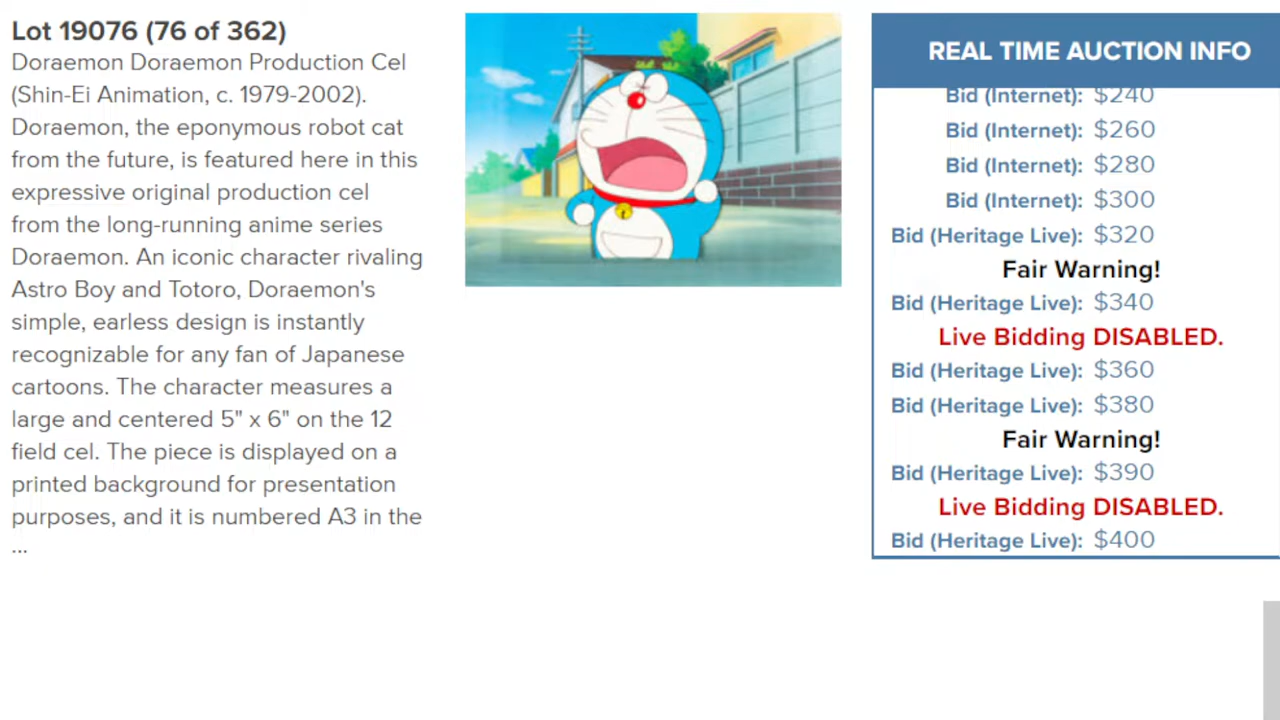 Lot 19076 (76 of 362)
Doraemon Doraemon Production Cel
(Shin-Ei Animation, c. 1979-2002).
Doraemon, the eponymous robot cat
from the future, is featured here in this
expressive original production cel
from the long-running anime series
Doraemon. An iconic character rivaling
Astro Boy and Totoro, Doraemon's
simple, earless design is instantly
recognizable for any fan of Japanese
cartoons. The character measures a
large and centered 5" x 6" on the 12
field cel. The piece is displayed on a
printed background for presentation
purposes, and it is numbered A3 in the
...
REAL TIME AUCTION INFO
Bid (Internet): $240
Bid (Internet): $260
Bid (Internet): $280
Bid (Internet): $300
Bid (Heritage Live): $320
Fair Warning!
Bid (Heritage Live): $340
Live Bidding DISABLED.
Bid (Heritage Live): $360
Bid (Heritage Live): $380
Fair Warning!
Bid (Heritage Live): $390
Live Bidding DISABLED.
Bid (Heritage Live): $400